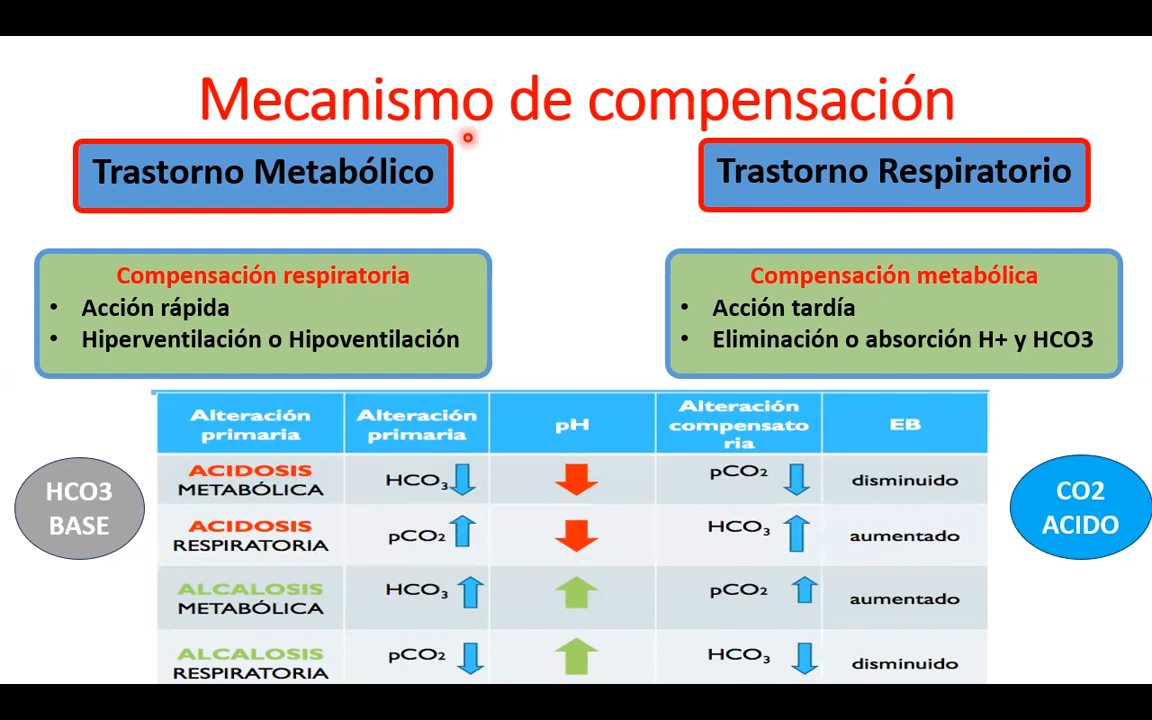 Mecanismo de compensación
Trastorno Metabólico
Trastorno Respiratorio
Compensación respiratoria
• Acción rápida
• Hiperventilación o Hipoventilación
Compensación metabólica
• Acción tardía
• Eliminación o absorción H+ y HCO3
HCO3
BASE
Alteración
primaria
Alteración
primaria
pH
Alteración
compensato
ria
EB
ACIDOSIS
METABÓLICA
HCO₃
pCO₂
disminuido
ACIDOSIS
RESPIRATORIA
pCO₂
HCO₃
aumentado
ALCALOSIS
METABÓLICA
HCO₃
pCO₂
aumentado
ALCALOSIS
RESPIRATORIA
pCO₂
HCO₃
disminuido
CO2
ACIDO